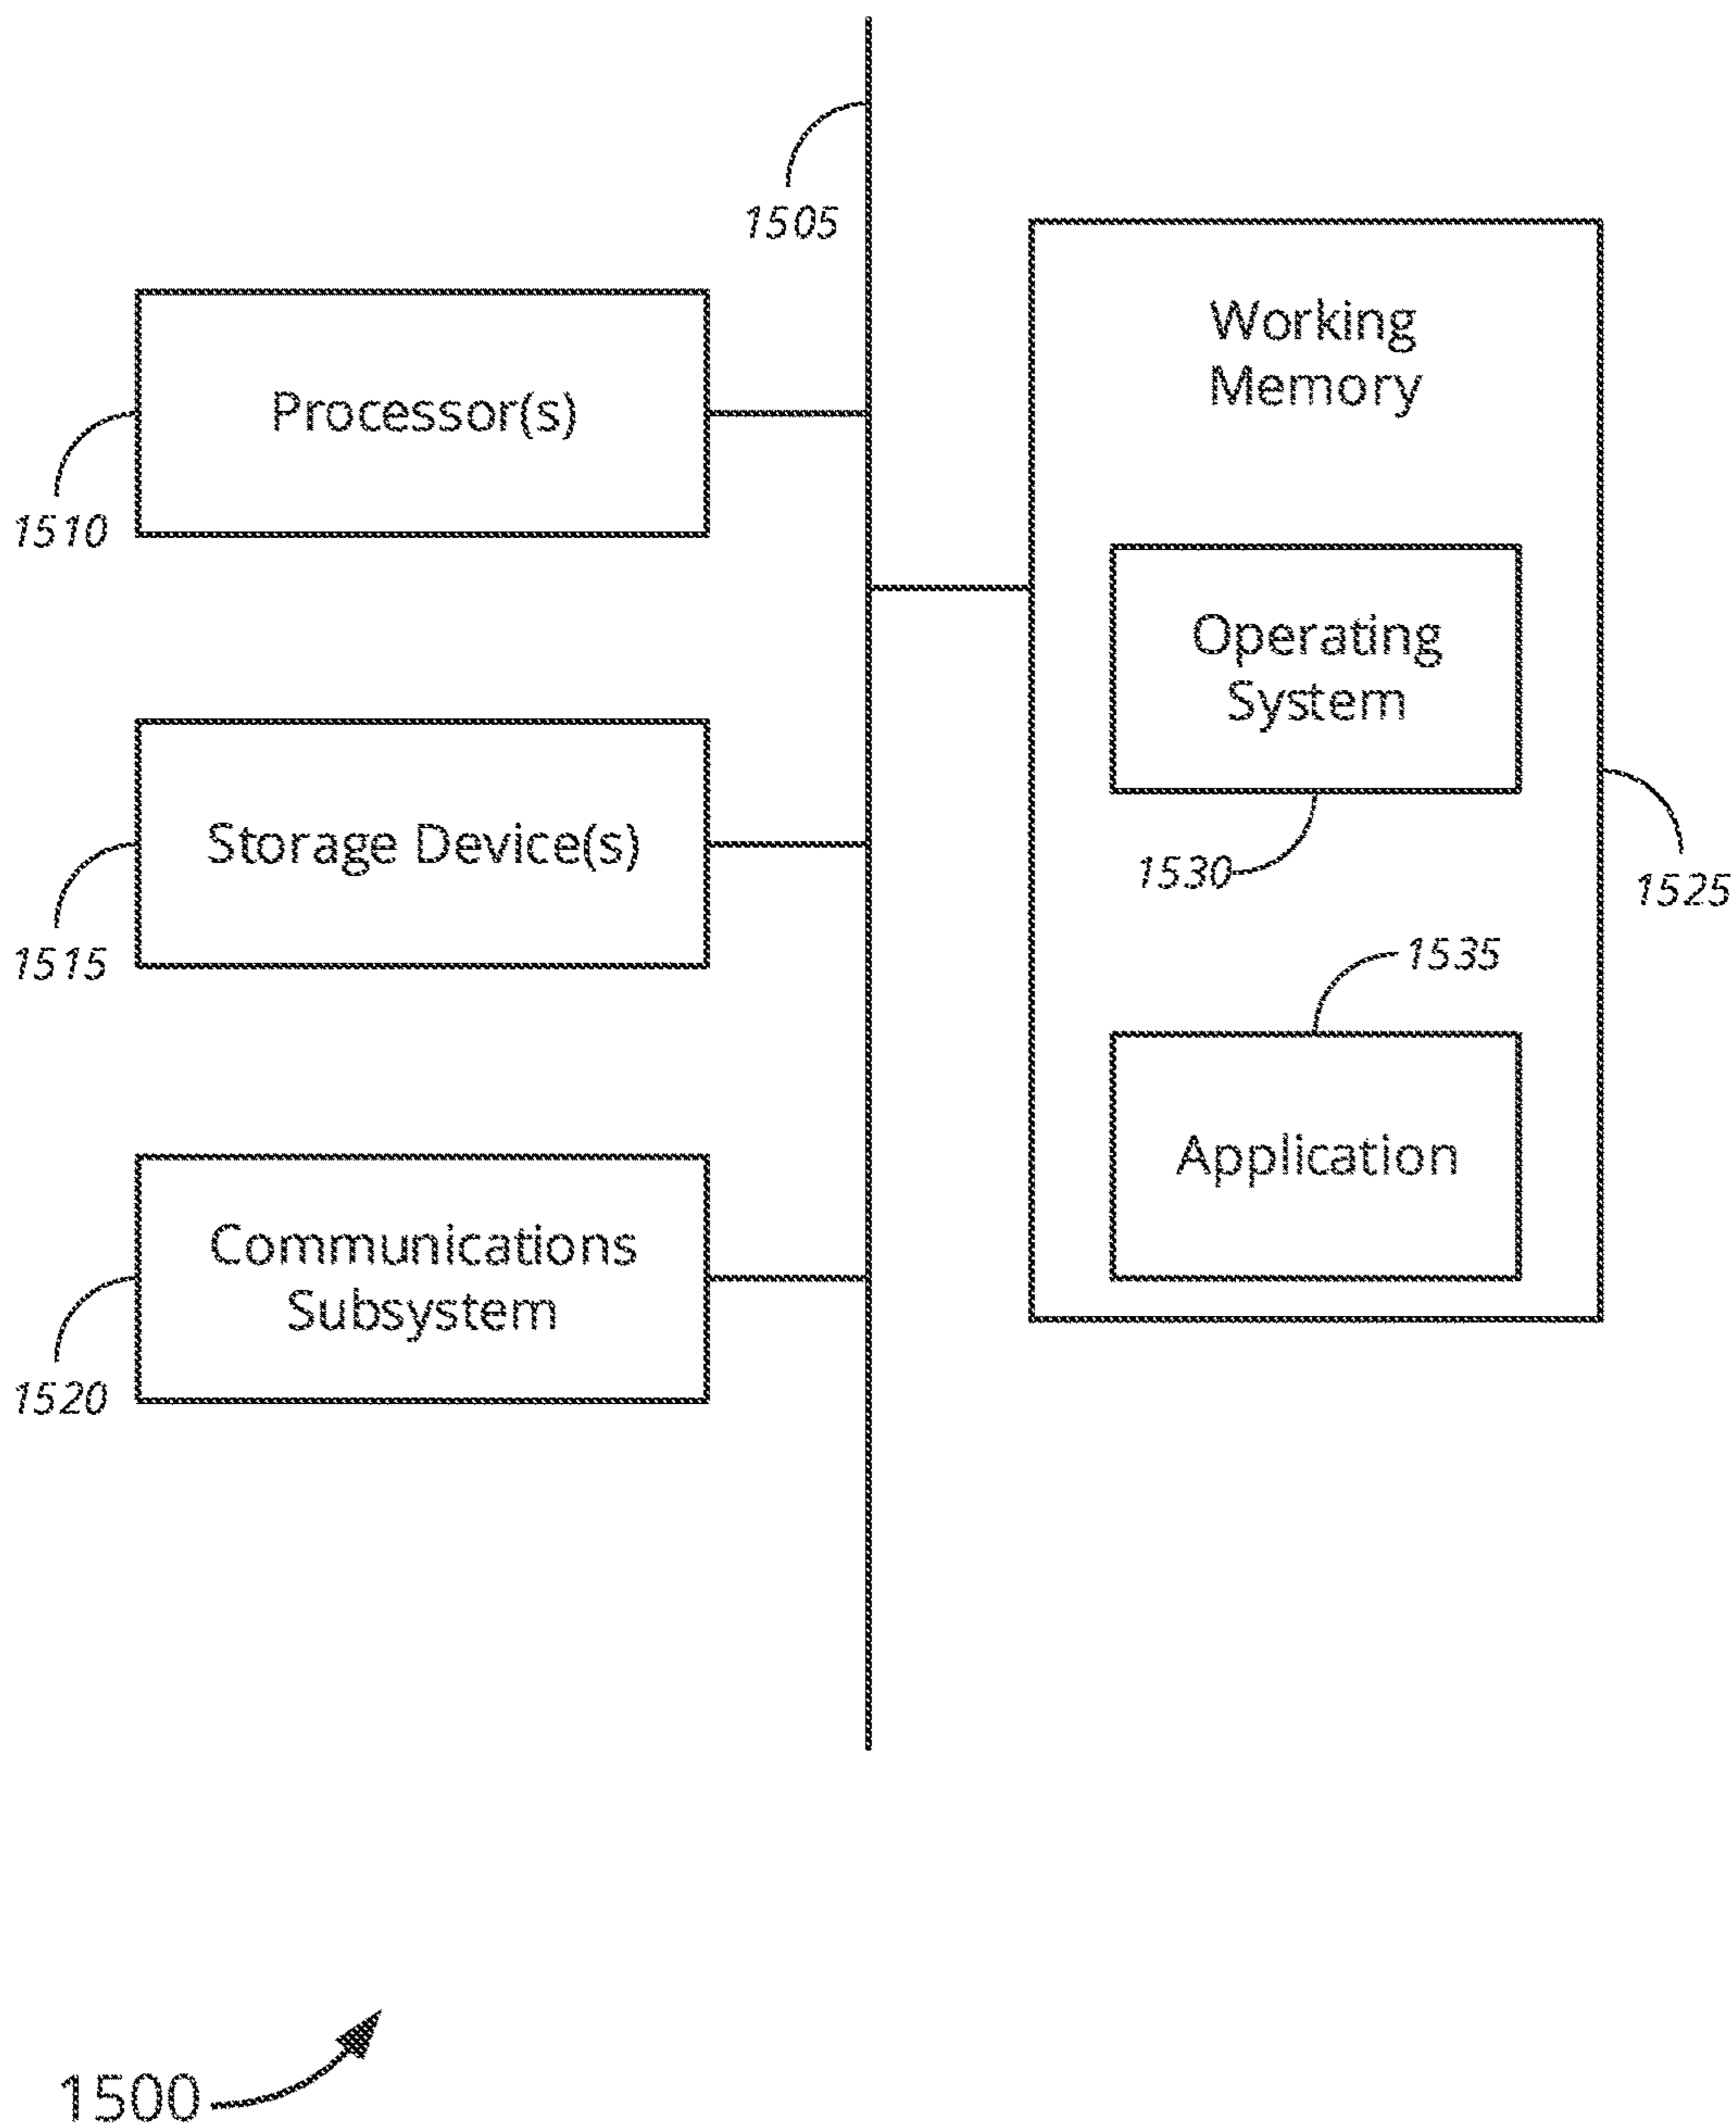 1505
Processor(s)
1510
Storage Device(s)
1515
Communications
Subsystem
1520
Working
Memory
Operating
System
1530
1525
1535
Application
1500